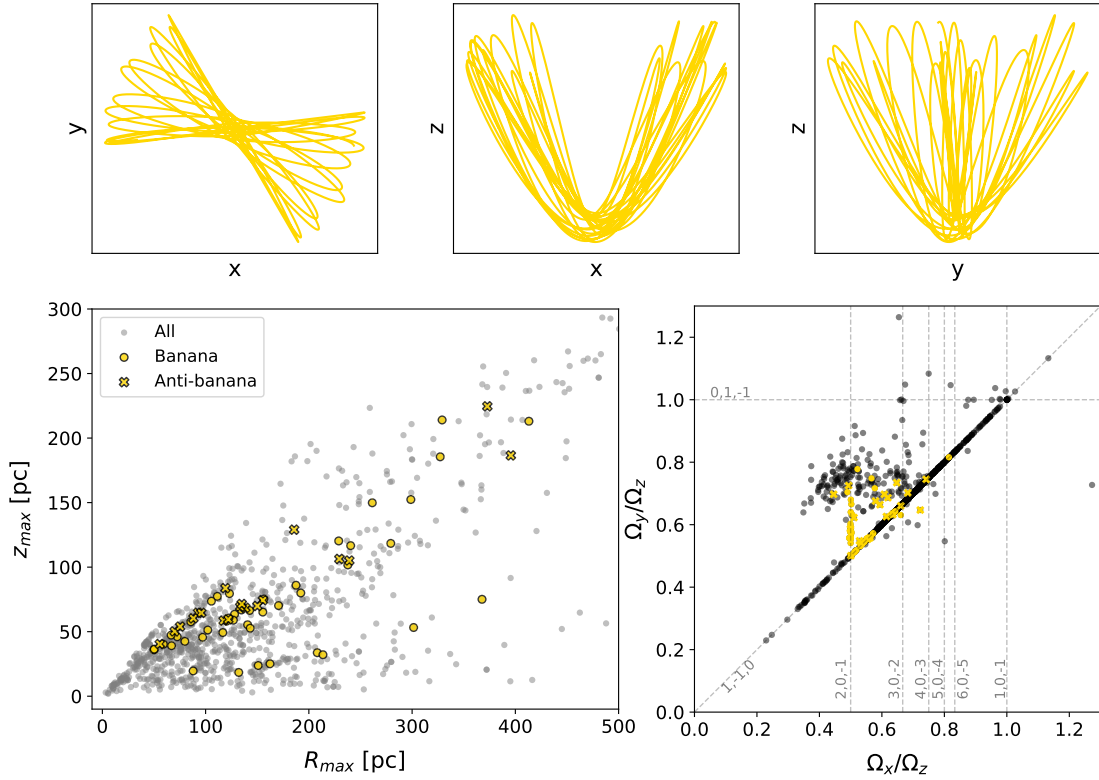 y
x
z
x
z
y
300
250
200
150
100
50
0
z_max [pc]
All
Banana
Anti-banana
0
100
200
300
400
500
R_max [pc]
1.2
1.0
0.8
0.6
0.4
0.2
0.0
Ω_y/Ω_z
0,1,-1
1,-1,0
2,0,-1
3,0,-2
4,0,-3
5,0,-4
6,0,-5
1,0,-1
0.0
0.2
0.4
0.6
0.8
1.0
1.2
Ω_x/Ω_z